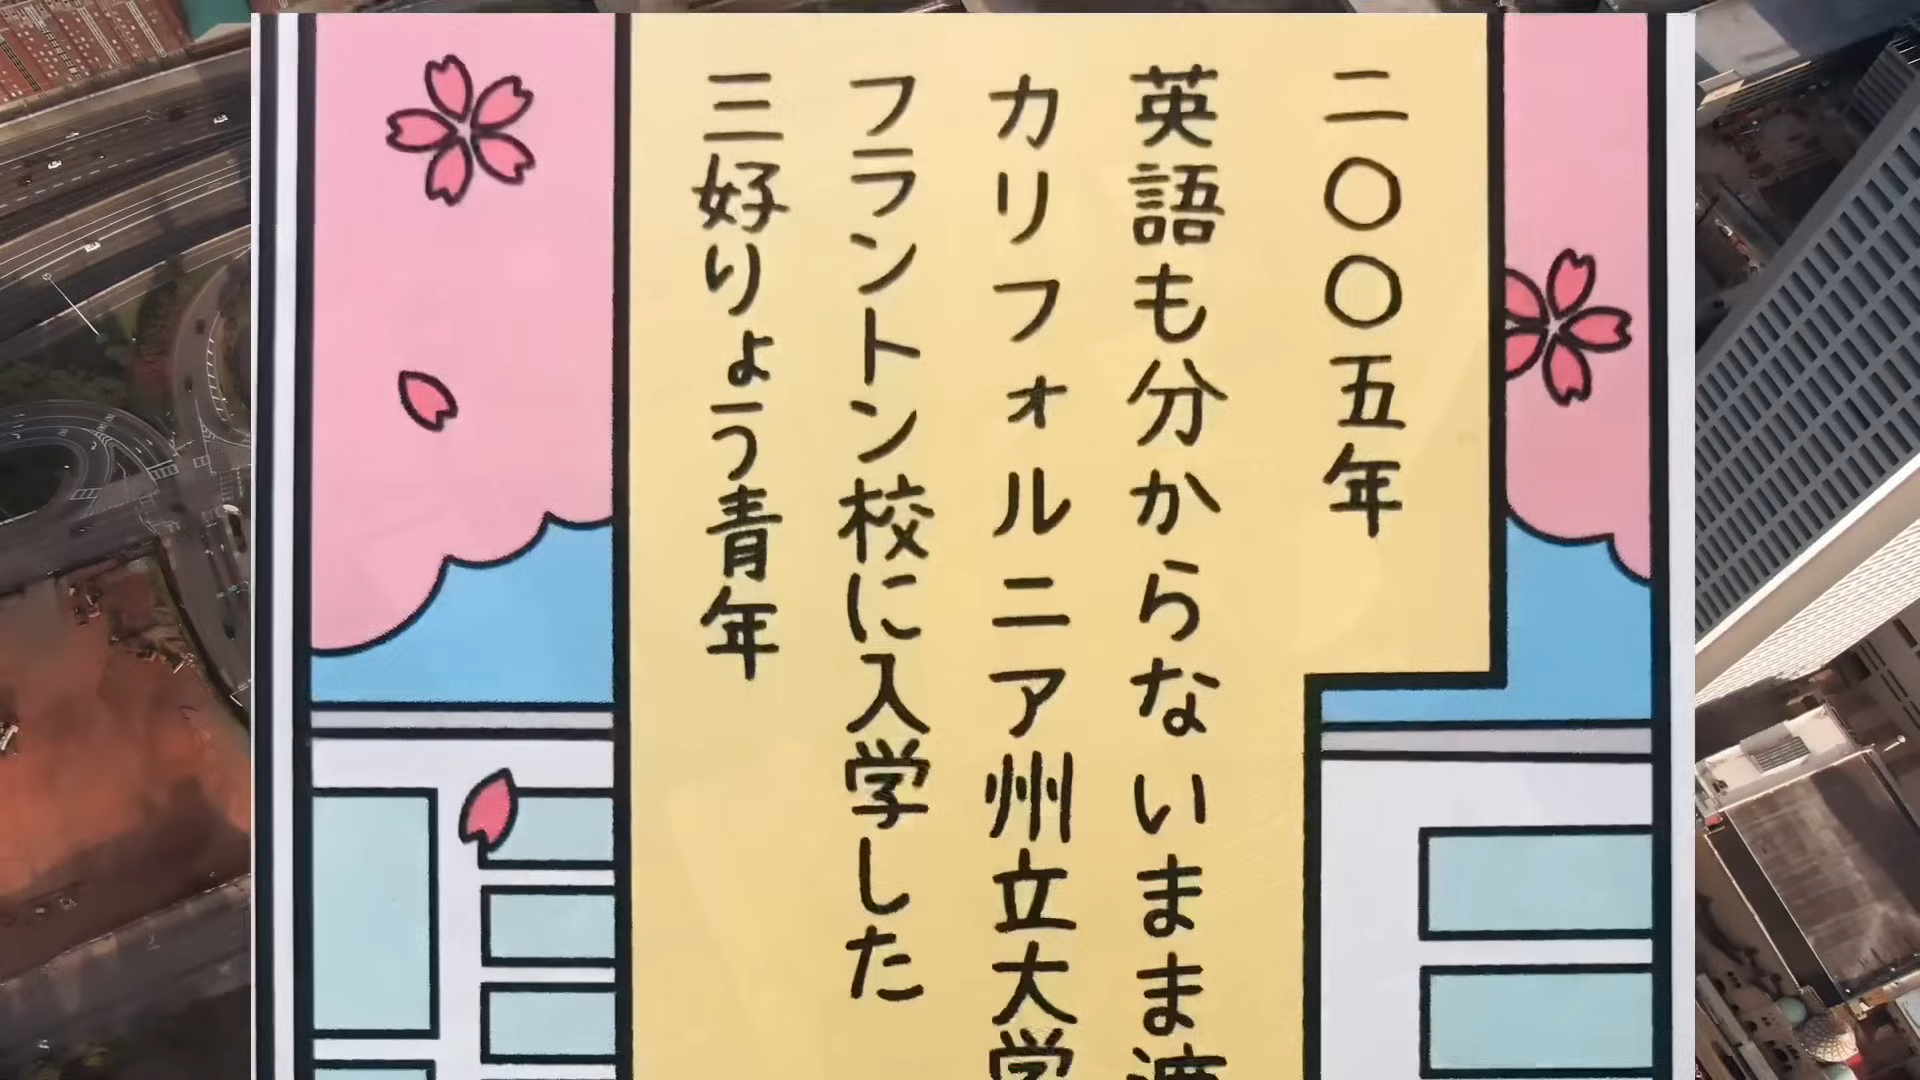 二〇〇五年
英語も分からないまま渡
カリフォルニア州立大学
フラントン校に入学した
三好りょう青年